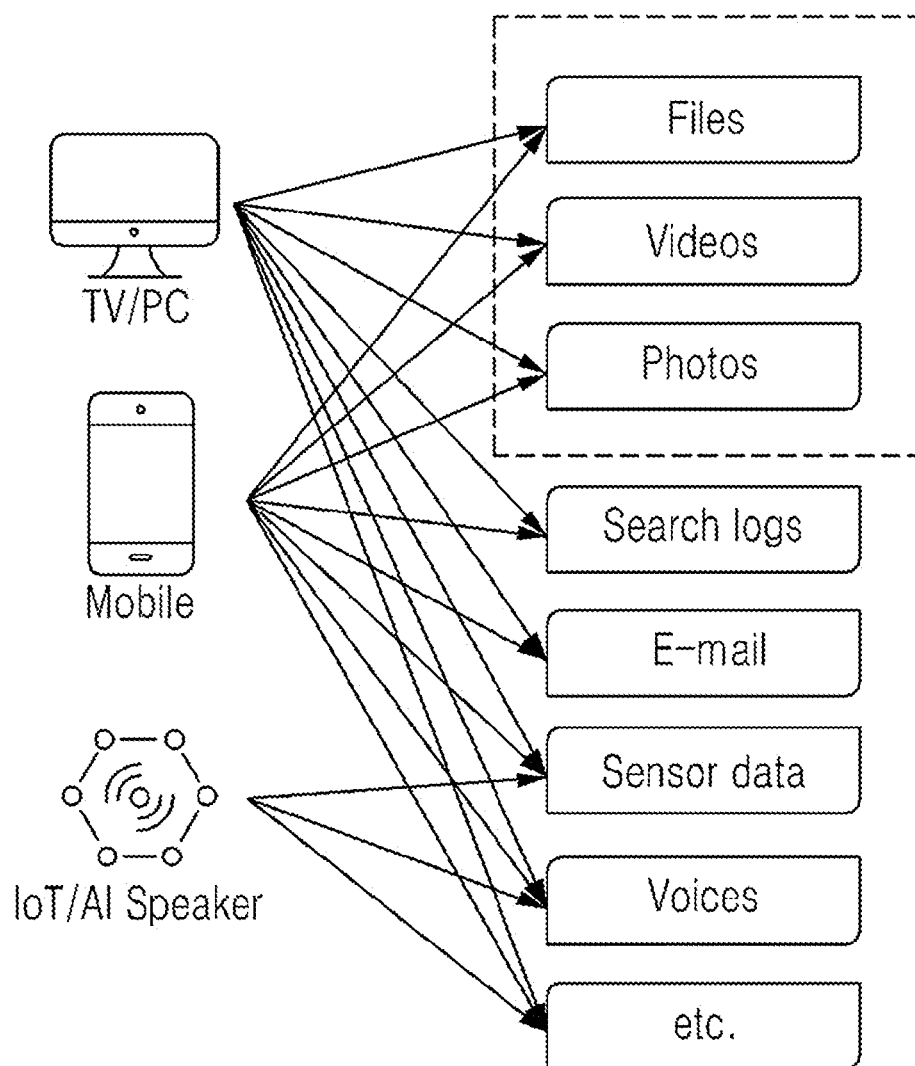 Files
Videos
Photos
Search logs
E-mail
Sensor data
Voices
etc.
TV/PC
Mobile
IoT/AI Speaker